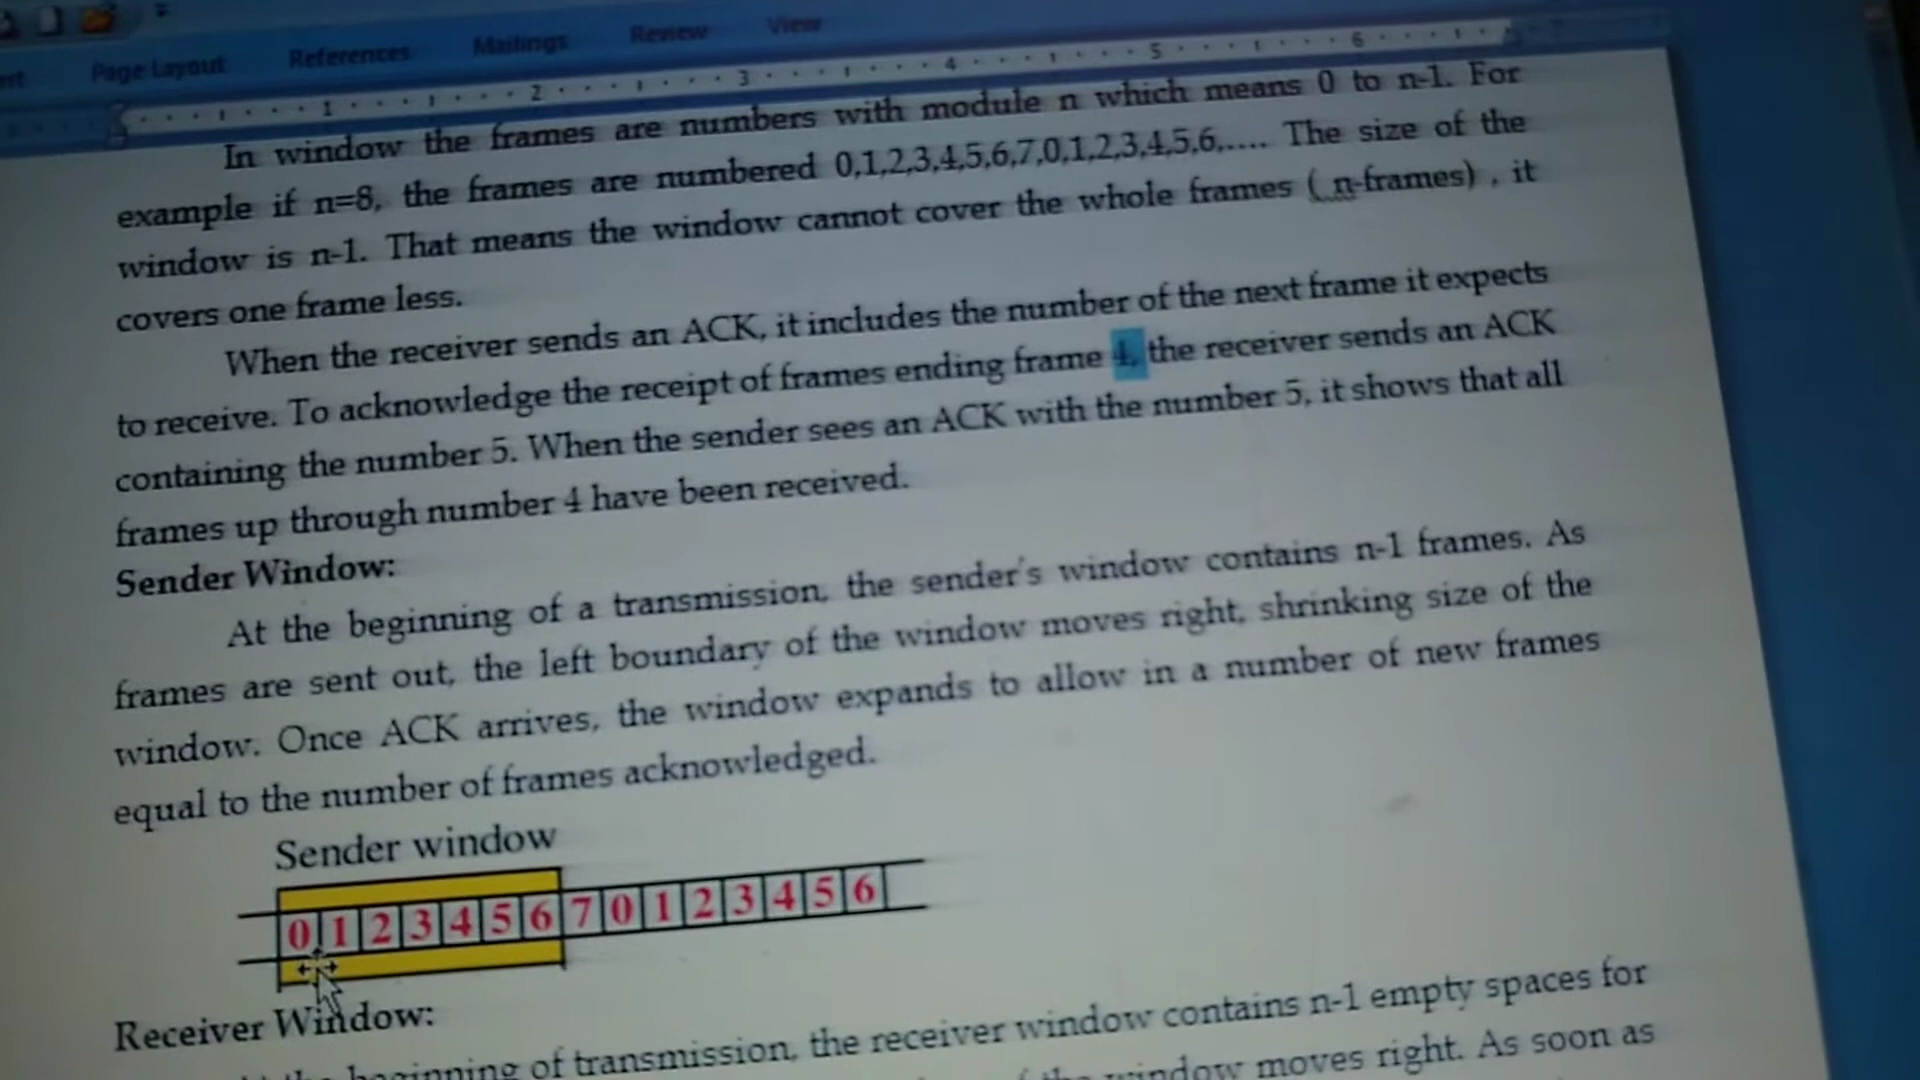 Page Layout References Mailings Review View
1 2 3 4 5 6
In window the frames are numbers with module n which means 0 to n-1. For
example if n=8, the frames are numbered 0,1,2,3,4,5,6,7,0,1,2,3,4,5,6,.... The size of the
window is n-1. That means the window cannot cover the whole frames ( n-frames) , it
covers one frame less.
When the receiver sends an ACK, it includes the number of the next frame it expects
to receive. To acknowledge the receipt of frames ending frame 4, the receiver sends an ACK
containing the number 5. When the sender sees an ACK with the number 5, it shows that all
frames up through number 4 have been received.
Sender Window:
At the beginning of a transmission, the sender's window contains n-1 frames. As
frames are sent out, the left boundary of the window moves right, shrinking size of the
window. Once ACK arrives, the window expands to allow in a number of new frames
equal to the number of frames acknowledged.
Sender window
0 1 2 3 4 5 6 7 0 1 2 3 4 5 6
Receiver Window:
the beginning of transmission, the receiver window contains n-1 empty spaces for
the window moves right. As soon as